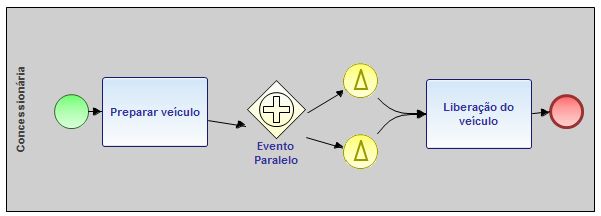 Concessionária
Preparar veículo
Evento
Paralelo
Liberação do
veículo